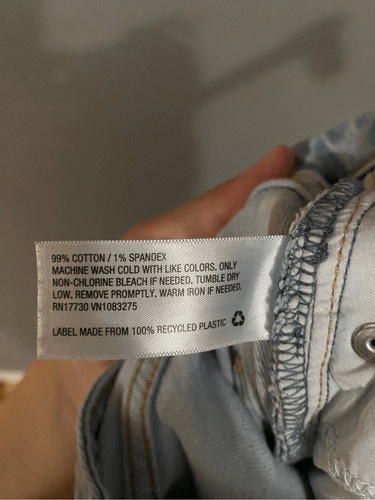 99% COTTON / 1% SPANDEX
MACHINE WASH COLD WITH LIKE COLORS. ONLY
NON-CHLORINE BLEACH IF NEEDED. TUMBLE DRY
LOW. REMOVE PROMPTLY. WARM IRON IF NEEDED.
RN17730 VN1083275
LABEL MADE FROM 100% RECYCLED PLASTIC